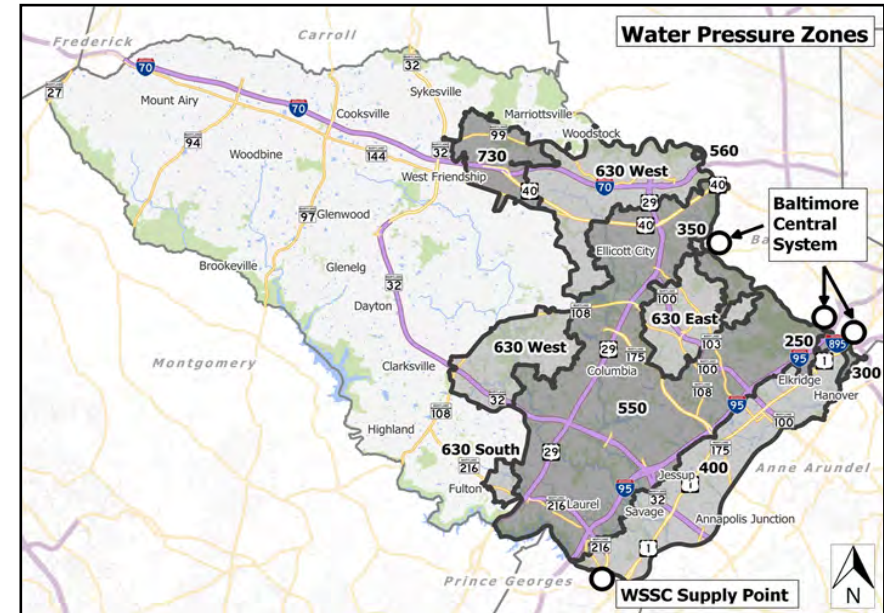 Water Pressure Zones
Frederick
Carroll
70
32
27
Mount Airy
Sykesville
Marriottsville
Cooksville
70
99
Woodstock
560
94
144
32
730
630 West
Woodbine
West Friendship
70
40
40
29
Baltimore
Central
System
97
Glenwood
40
350
Ellicott City
Brookeville
Glenelg
32
100
630 East
Dayton
108
630 West
29
103
250
895
Montgomery
175
95
1
300
Columbia
100
Elkridge
Clarksville
108
Hanover
32
550
95
100
108
Highland
630 South
29
175
216
400
Anne Arundel
Jessup
1
Fulton
95
32
216
Laurel
Savage
Annapolis Junction
216
1
Prince Georges
WSSC Supply Point
N